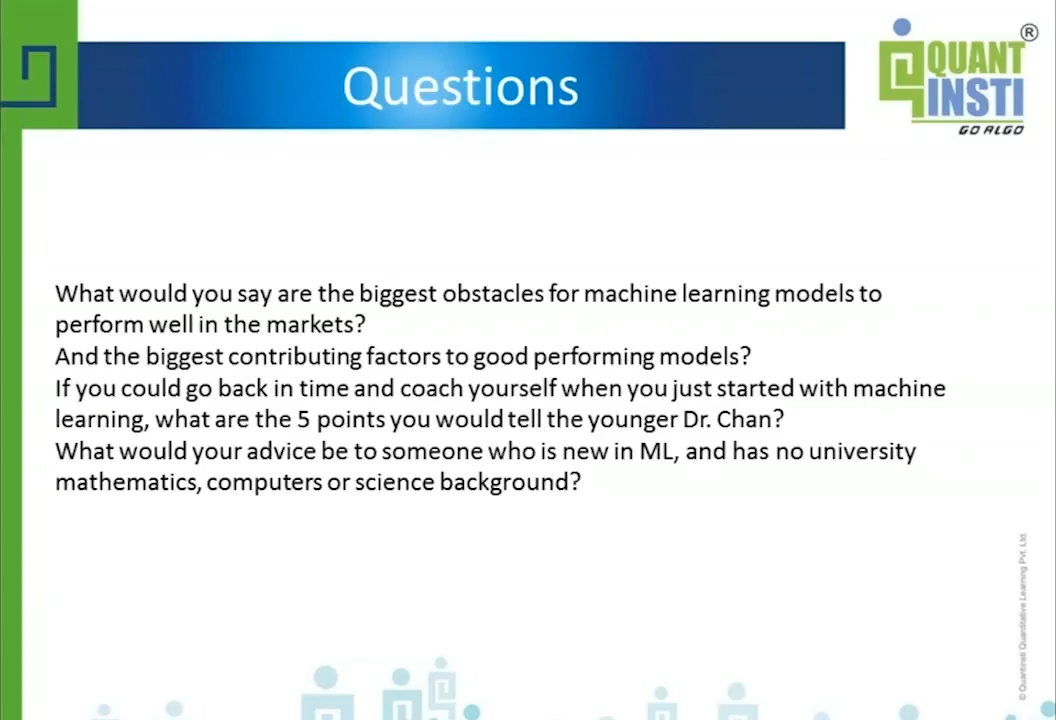 Questions
QUANT
INSTI
®
GO ALGO
What would you say are the biggest obstacles for machine learning models to
perform well in the markets?
And the biggest contributing factors to good performing models?
If you could go back in time and coach yourself when you just started with machine
learning, what are the 5 points you would tell the younger Dr. Chan?
What would your advice be to someone who is new in ML, and has no university
mathematics, computers or science background?
© QuantInsti Quantitative Learning Pvt. Ltd.